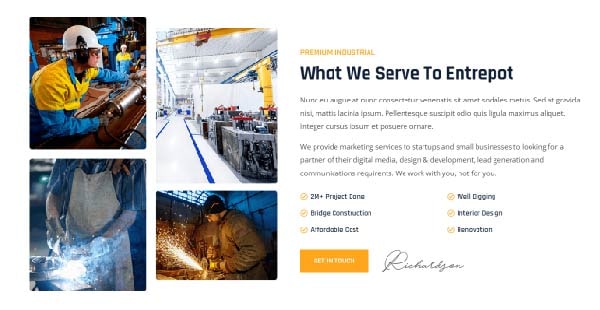 PREMIUM INDUSTRIAL
What We Serve To Entrepot
Nunc eu augue at nunc consectetur venenatis sit amet sodales metus. Sed at gravida
nisi, mattis lacinia ipsum. Pellentesque suscipit odio quis ligula maximus aliquet.
Integer cursus ipsum et posuere ornare.
We provide marketing services to startups and small businesses to looking for a
partner of their digital media, design & development, lead generation and
communications requirents. We work with you, not for you.
2M+ Project Done
Well Digging
Bridge Construction
Interior Design
Affordable Cost
Renovation
GET IN TOUCH
Richardson